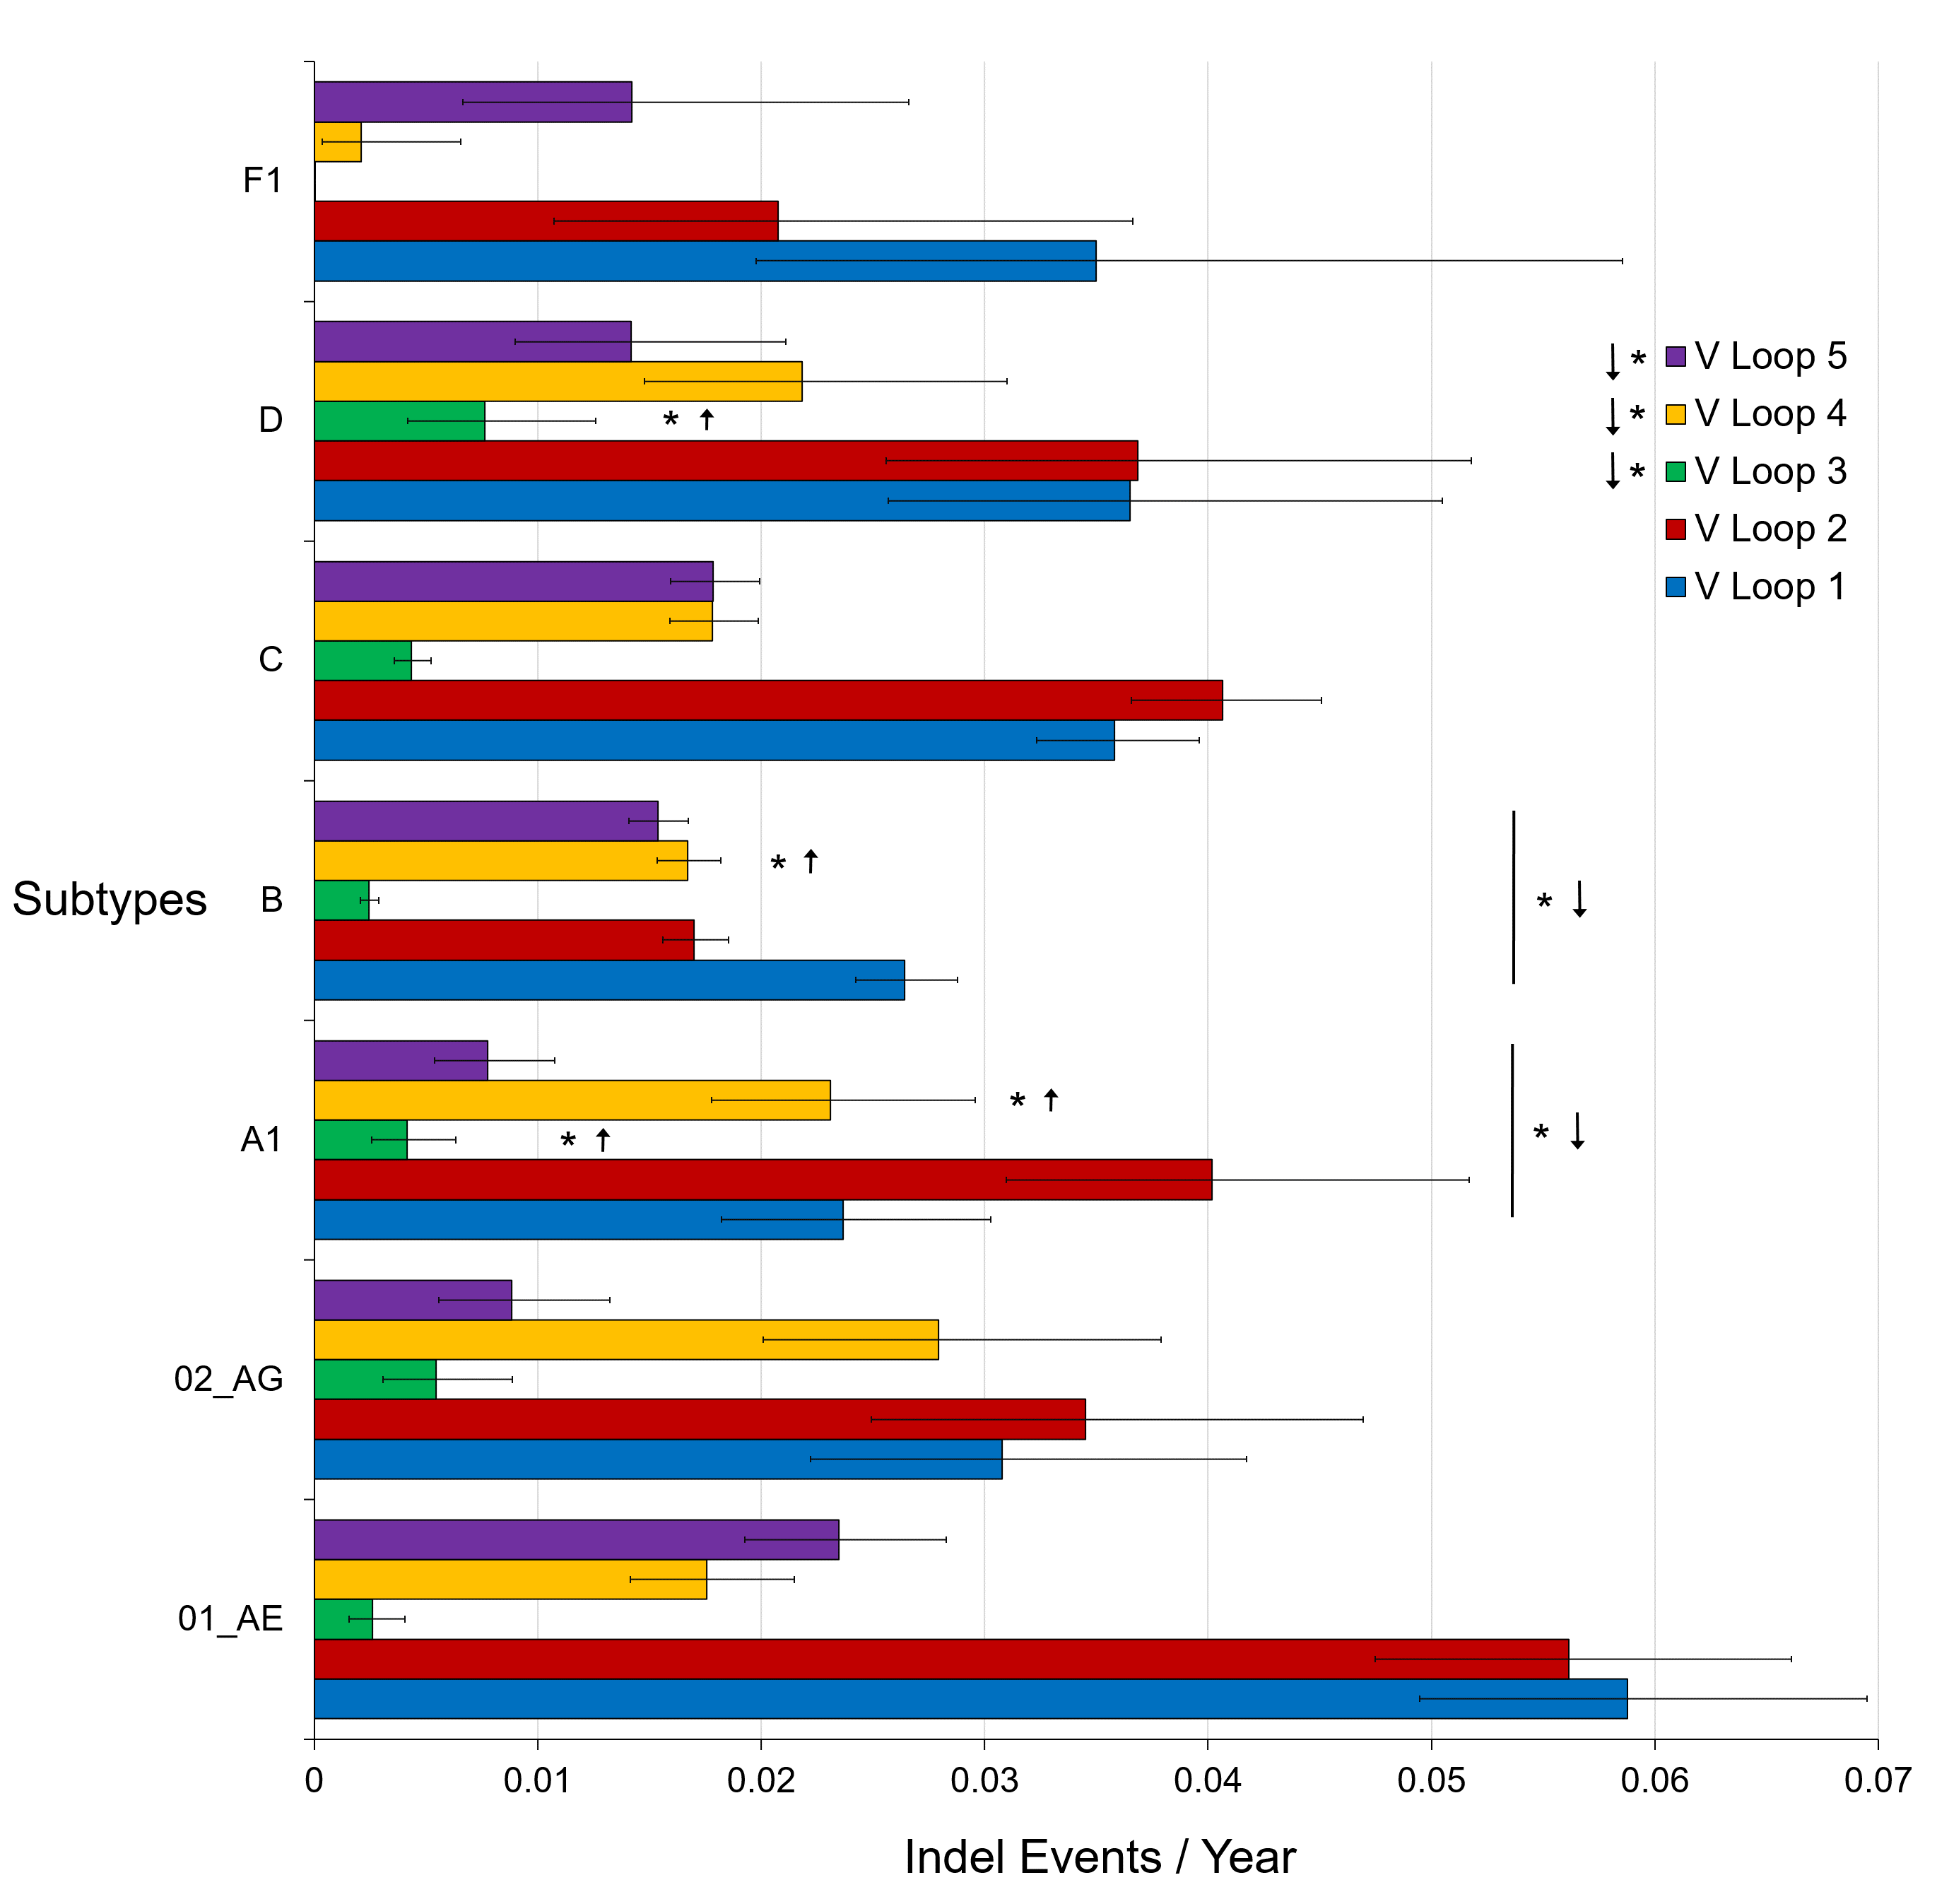 F1
D
* ↑
↓ * V Loop 5
↓ * V Loop 4
↓ * V Loop 3
V Loop 2
V Loop 1
C
Subtypes
B
* ↑
* ↓
A1
* ↑
* ↑
* ↓
02_AG
01_AE
0 0.01 0.02 0.03 0.04 0.05 0.06 0.07
Indel Events / Year